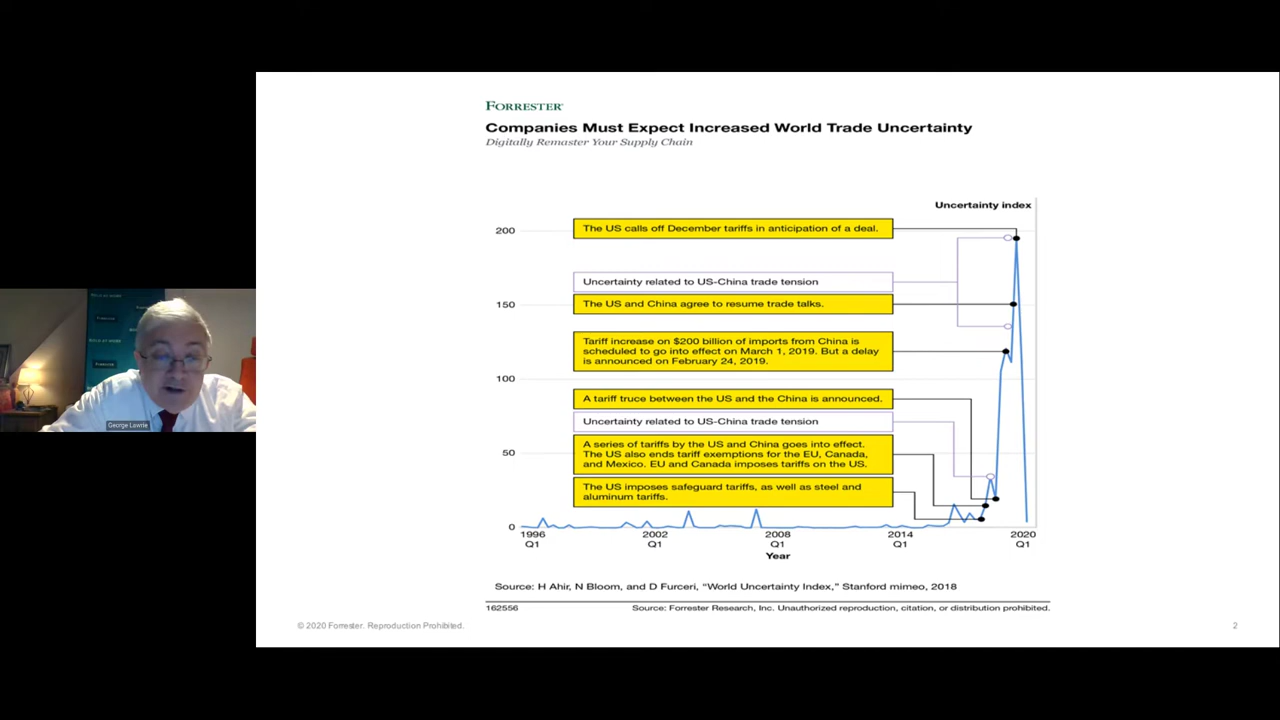 FORRESTER
Companies Must Expect Increased World Trade Uncertainty
Digitally Remaster Your Supply Chain
Uncertainty index
200
The US calls off December tariffs in anticipation of a deal.
Uncertainty related to US-China trade tension
150
The US and China agree to resume trade talks.
Tariff increase on $200 billion of imports from China is
scheduled to go into effect on March 1, 2019. But a delay
is announced on February 24, 2019.
100
A tariff truce between the US and the China is announced.
Uncertainty related to US-China trade tension
A series of tariffs by the US and China goes into effect.
50
The US also ends tariff exemptions for the EU, Canada,
and Mexico. EU and Canada imposes tariffs on the US.
The US imposes safeguard tariffs, as well as steel and
aluminum tariffs.
0
1996 2002 2008 2014 2020
Q1 Q1 Q1 Q1 Q1
Year
Source: H Ahir, N Bloom, and D Furceri, “World Uncertainty Index,” Stanford mimeo, 2018
162556 Source: Forrester Research, Inc. Unauthorized reproduction, citation, or distribution prohibited.
© 2020 Forrester. Reproduction Prohibited. 2
George Lawrie